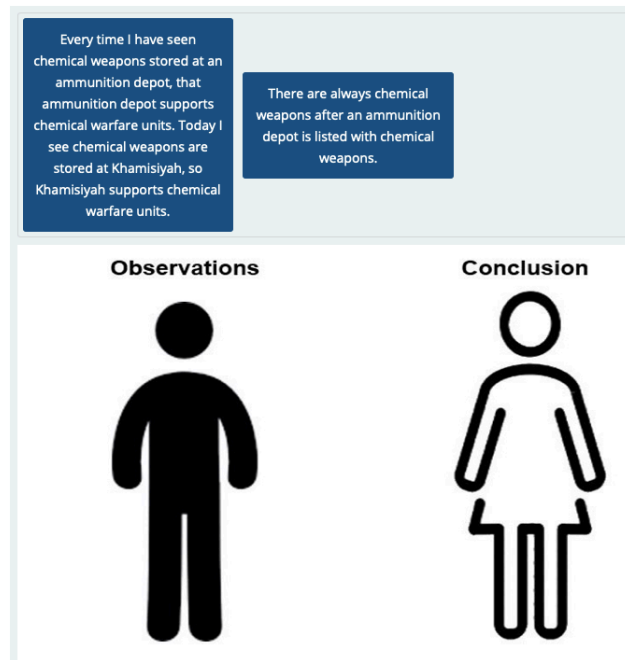 Every time I have seen
chemical weapons stored at an
ammunition depot, that
ammunition depot supports
chemical warfare units. Today I
see chemical weapons are
stored at Khamisiyah, so
Khamisiyah supports chemical
warfare units.
There are always chemical
weapons after an ammunition
depot is listed with chemical
weapons.
Observations
Conclusion